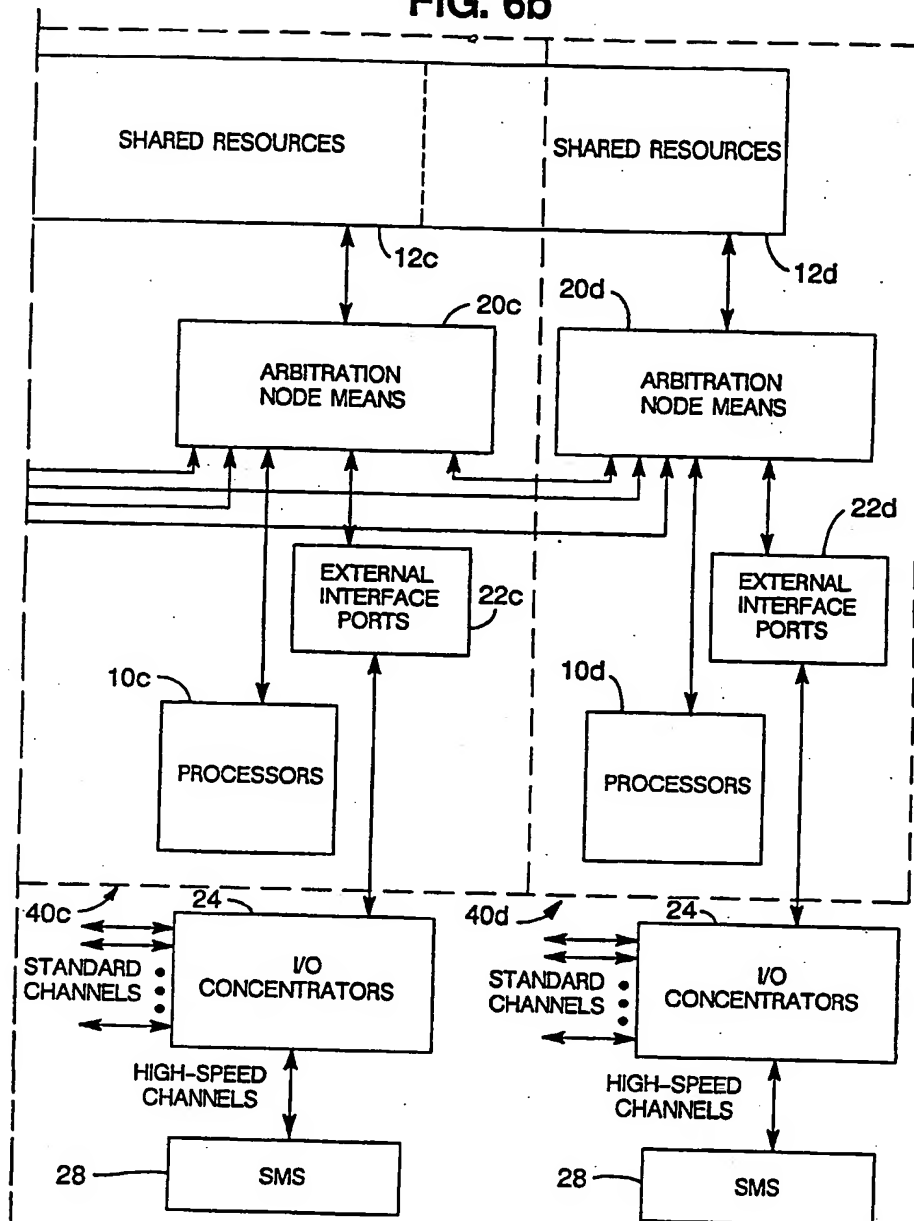 FIG. 6b
SHARED RESOURCES
SHARED RESOURCES
12c
12d
20c
20d
ARBITRATION
NODE MEANS
ARBITRATION
NODE MEANS
22d
EXTERNAL
INTERFACE
PORTS
22c
EXTERNAL
INTERFACE
PORTS
10c
10d
PROCESSORS
PROCESSORS
40c
24
40d
24
STANDARD
CHANNELS
I/O
CONCENTRATORS
STANDARD
CHANNELS
I/O
CONCENTRATORS
HIGH-SPEED
CHANNELS
HIGH-SPEED
CHANNELS
28
SMS
28
SMS